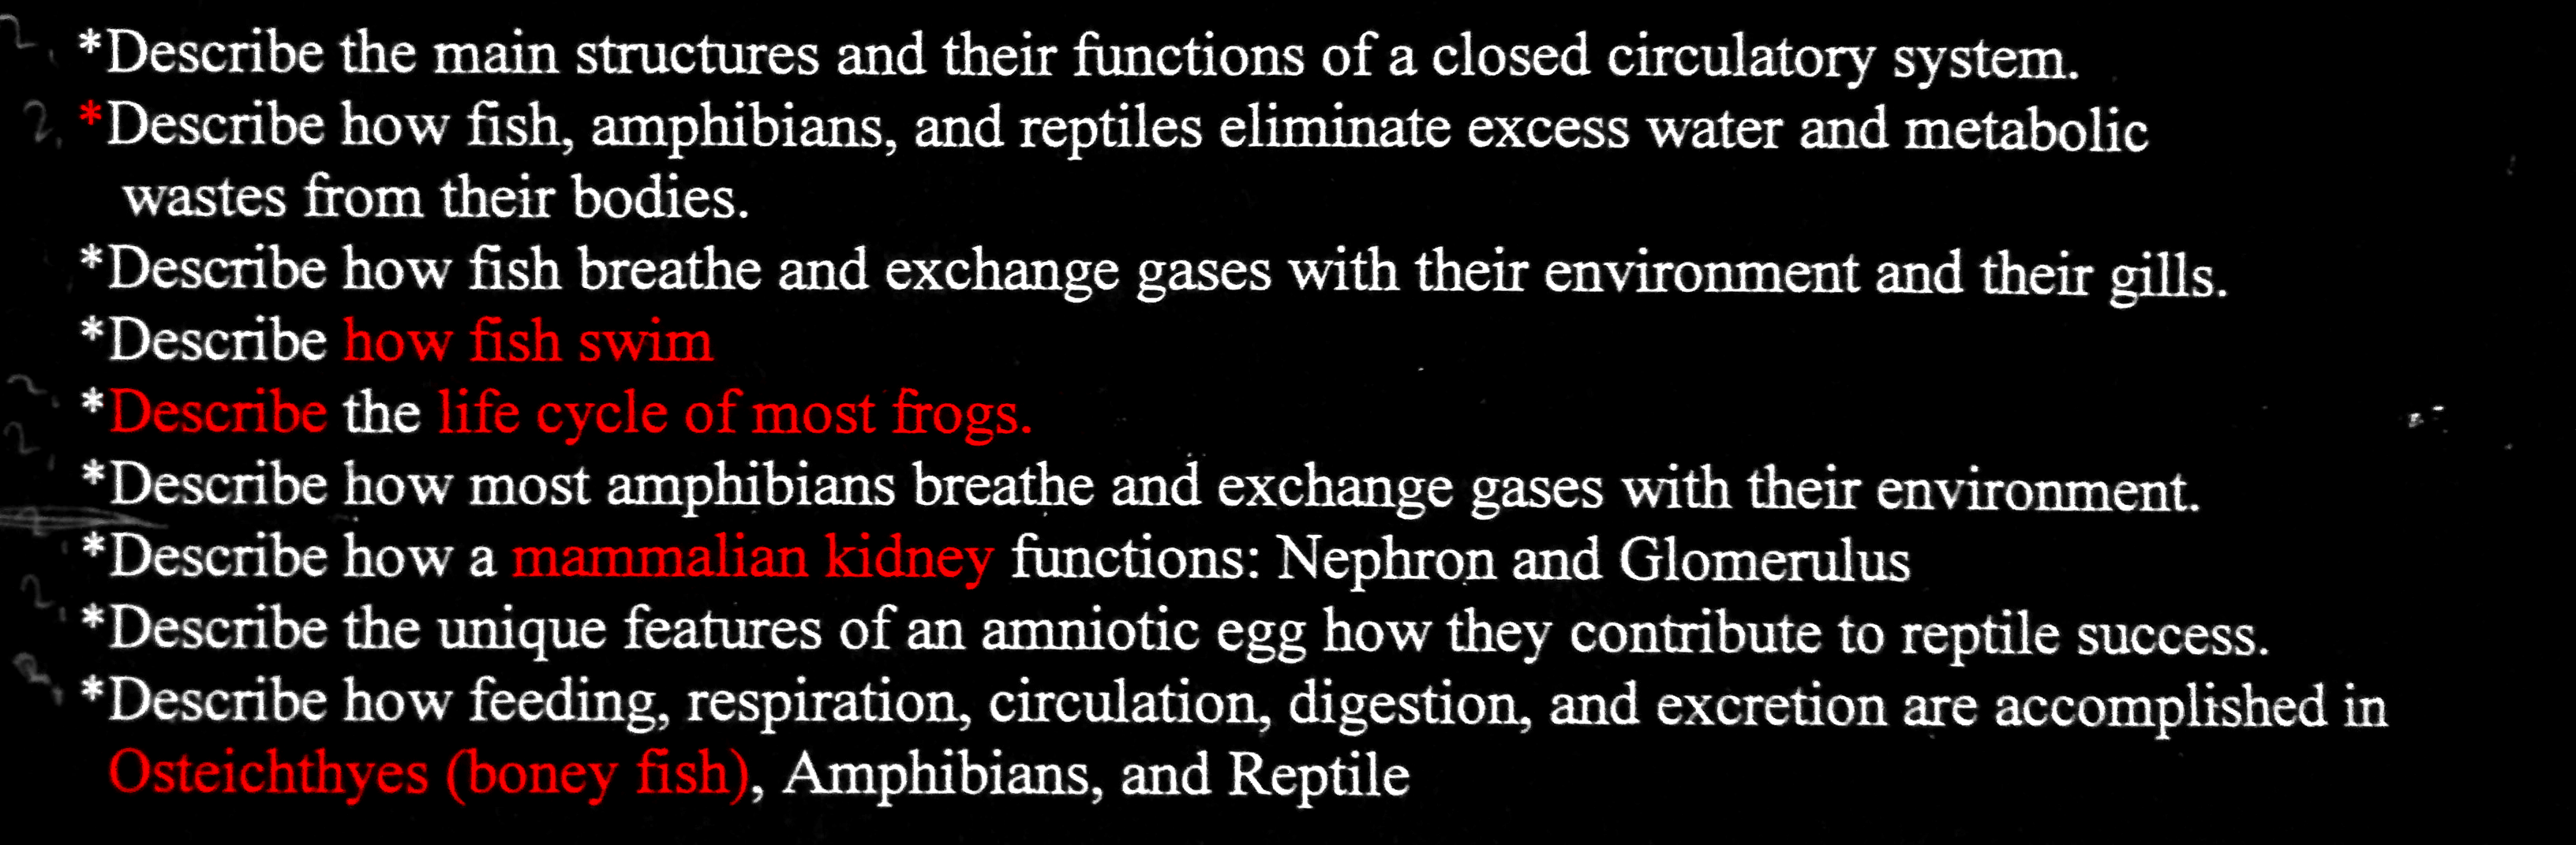 2. *Describe the main structures and their functions of a closed circulatory system.
2. *Describe how fish, amphibians, and reptiles eliminate excess water and metabolic
wastes from their bodies.
*Describe how fish breathe and exchange gases with their environment and their gills.
*Describe how fish swim
2. *Describe the life cycle of most frogs.
2. *Describe how most amphibians breathe and exchange gases with their environment.
*Describe how a mammalian kidney functions: Nephron and Glomerulus
2. *Describe the unique features of an amniotic egg how they contribute to reptile success.
*Describe how feeding, respiration, circulation, digestion, and excretion are accomplished in
Osteichthyes (boney fish), Amphibians, and Reptile